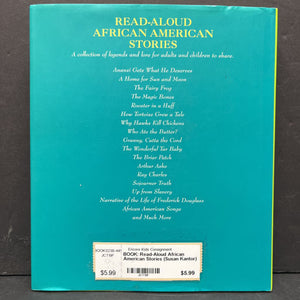 READ-ALOUD
AFRICAN AMERICAN
STORIES
A collection of legends and lore for adults and children to share.
Anansi Gets What He Deserves
A Home for Sun and Moon
The Fairy Frog
The Magic Bones
Rooster in a Huff
How Tortoise Grew a Tale
Why Hawks Kill Chickens
Who Ate the Butter?
Granny, Cutta the Cord
The Wonderful Tar Baby
The Briar Patch
Arthur Ashe
Ray Charles
Sojourner Truth
Up from Slavery
Narrative of the Life of Frederick Douglass
African American Songs
and Much More
$5.99
Encore Kids Consignment
BOOK: Read-Aloud African
American Stories (Susan Kantor)
$5.99